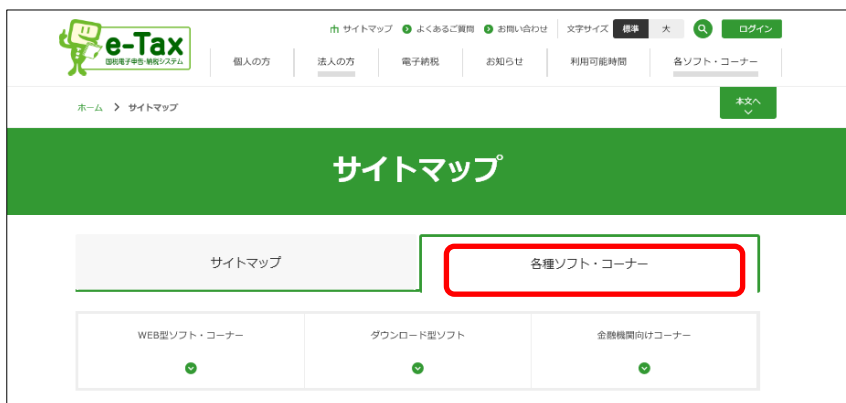 サイトマップ よくあるご質問 お問い合わせ 文字サイズ 標準 大 ログイン
e-Tax
国税電子申告・納税システム
個人の方 法人の方 電子納税 お知らせ 利用可能時間 各ソフト・コーナー
ホーム > サイトマップ
本文へ
サイトマップ
サイトマップ 各種ソフト・コーナー
WEB型ソフト・コーナー ダウンロード型ソフト 金融機関向けコーナー